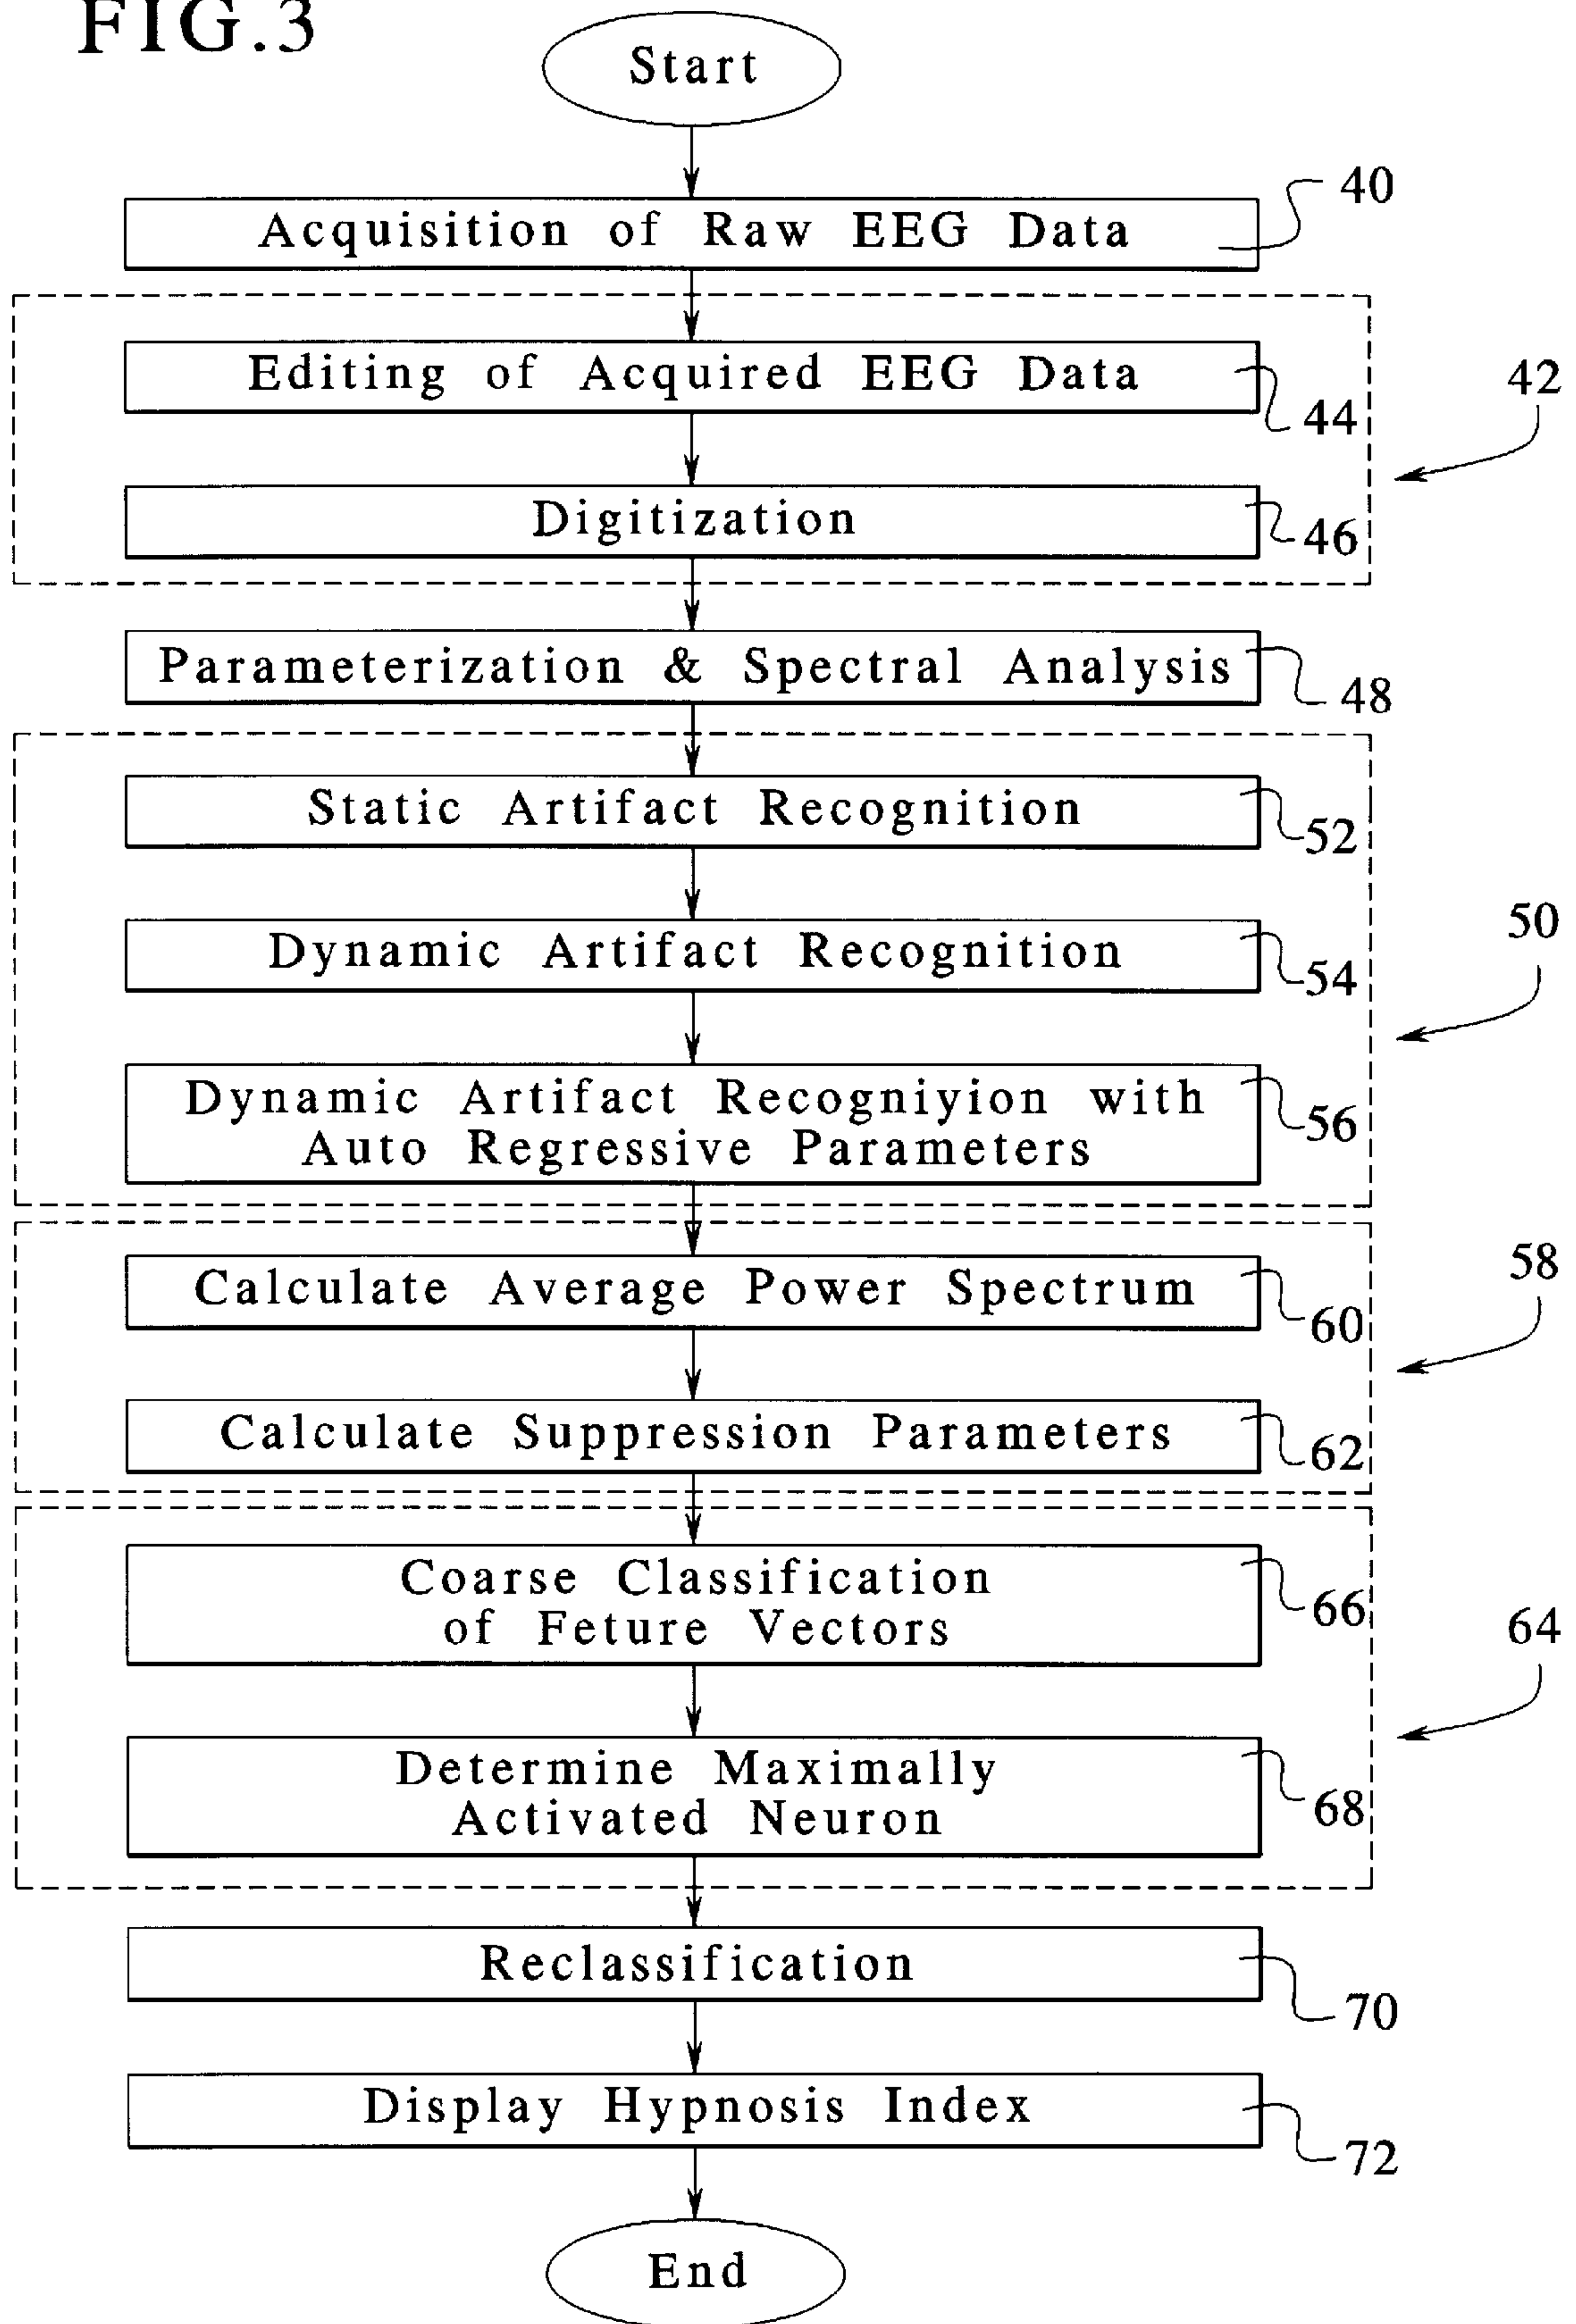 FIG.3
Start
Acquisition of Raw EEG Data
40
Editing of Acquired EEG Data
44
42
Digitization
46
Parameterization & Spectral Analysis
48
Static Artifact Recognition
52
Dynamic Artifact Recognition
54
50
Dynamic Artifact Recogniyion with
Auto Regressive Parameters
56
Calculate Average Power Spectrum
60
58
Calculate Suppression Parameters
62
Coarse Classification
of Feture Vectors
66
64
Determine Maximally
Activated Neuron
68
Reclassification
70
Display Hypnosis Index
72
End